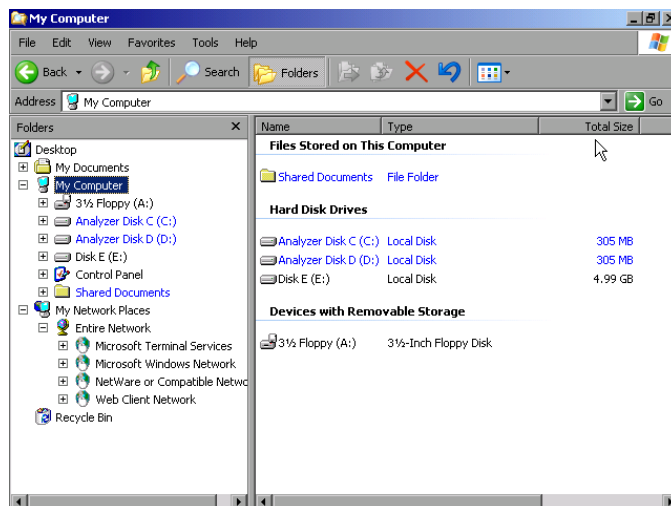 My Computer
File Edit View Favorites Tools Help
Back Search Folders
Address My Computer Go
Folders
Desktop
My Documents
My Computer
3½ Floppy (A:)
Analyzer Disk C (C:)
Analyzer Disk D (D:)
Disk E (E:)
Control Panel
Shared Documents
My Network Places
Entire Network
Microsoft Terminal Services
Microsoft Windows Network
NetWare or Compatible Netwo
Web Client Network
Recycle Bin
Name Type Total Size
Files Stored on This Computer
Shared Documents File Folder
Hard Disk Drives
Analyzer Disk C (C:) Local Disk 305 MB
Analyzer Disk D (D:) Local Disk 305 MB
Disk E (E:) Local Disk 4.99 GB
Devices with Removable Storage
3½ Floppy (A:) 3½-Inch Floppy Disk